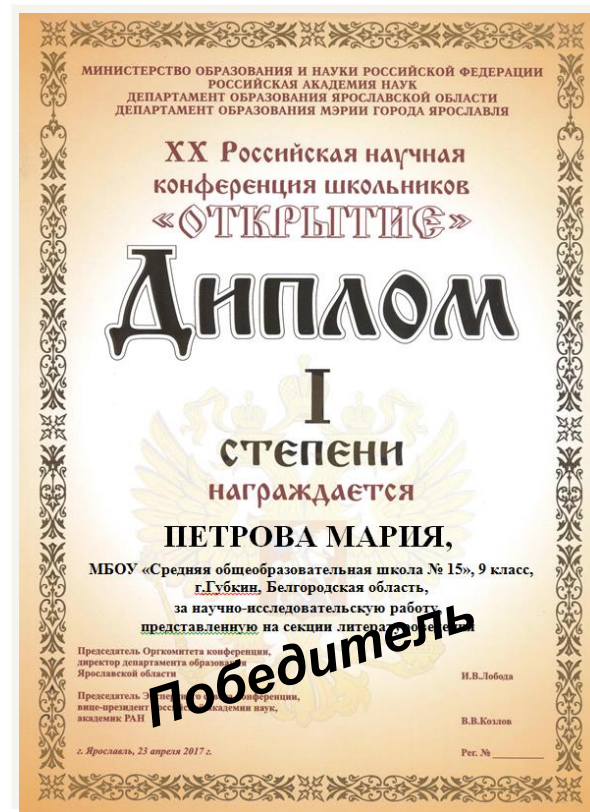 МИНИСТЕРСТВО ОБРАЗОВАНИЯ И НАУКИ РОССИЙСКОЙ ФЕДЕРАЦИИ
РОССИЙСКАЯ АКАДЕМИЯ НАУК
ДЕПАРТАМЕНТ ОБРАЗОВАНИЯ ЯРОСЛАВСКОЙ ОБЛАСТИ
ДЕПАРТАМЕНТ ОБРАЗОВАНИЯ МЭРИИ ГОРОДА ЯРОСЛАВЛЯ
XX Российская научная
конференция школьников
«ОТКРЫТИЕ»
Диплом
I
степени
награждается
ПЕТРОВА МАРИЯ,
МБОУ «Средняя общеобразовательная школа № 15», 9 класс,
г.Губкин, Белгородская область,
за научно-исследовательскую работу,
представленную на секции литературоведения
Победитель
Председатель Оргкомитета конференции,
директор департамента образования
Ярославской области
И.В.Лобода
Председатель Экспертного совета конференции,
вице-президент Российской академии наук,
академик РАН
В.В.Козлов
г. Ярославль, 23 апреля 2017 г.
Рег. №